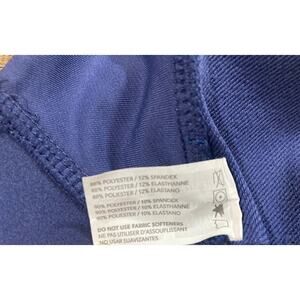 88% POLYESTER / 12% SPANDEX
88% POLYESTER / 12% ELASTHANNE
88% POLYESTER / 12% ELASTANO
90% POLYESTER / 10% SPANDEX
90% POLYESTER / 10% ELASTHANNE
90% POLYESTER / 10% ELASTANO
DO NOT USE FABRIC SOFTENERS
NE PAS UTILISER D'ASSOUPLISSANT
NO USAR SUAVIZANTES